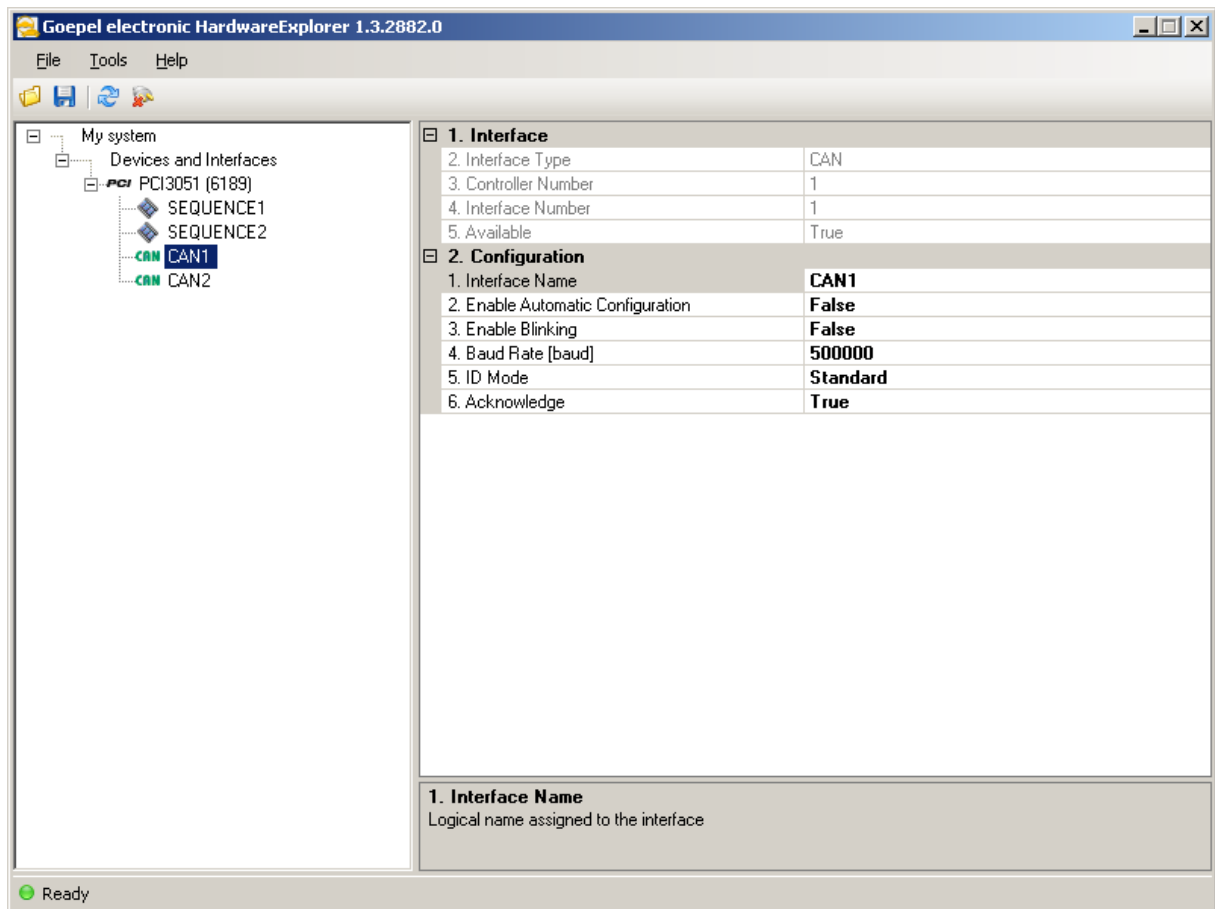 Goepel electronic HardwareExplorer 1.3.2882.0
File Tools Help
My system
Devices and Interfaces
PCI PCI3051 (6189)
SEQUENCE1
SEQUENCE2
CAN CAN1
CAN CAN2
1. Interface
2. Interface Type CAN
3. Controller Number 1
4. Interface Number 1
5. Available True
2. Configuration
1. Interface Name CAN1
2. Enable Automatic Configuration False
3. Enable Blinking False
4. Baud Rate [baud] 500000
5. ID Mode Standard
6. Acknowledge True
1. Interface Name
Logical name assigned to the interface
Ready